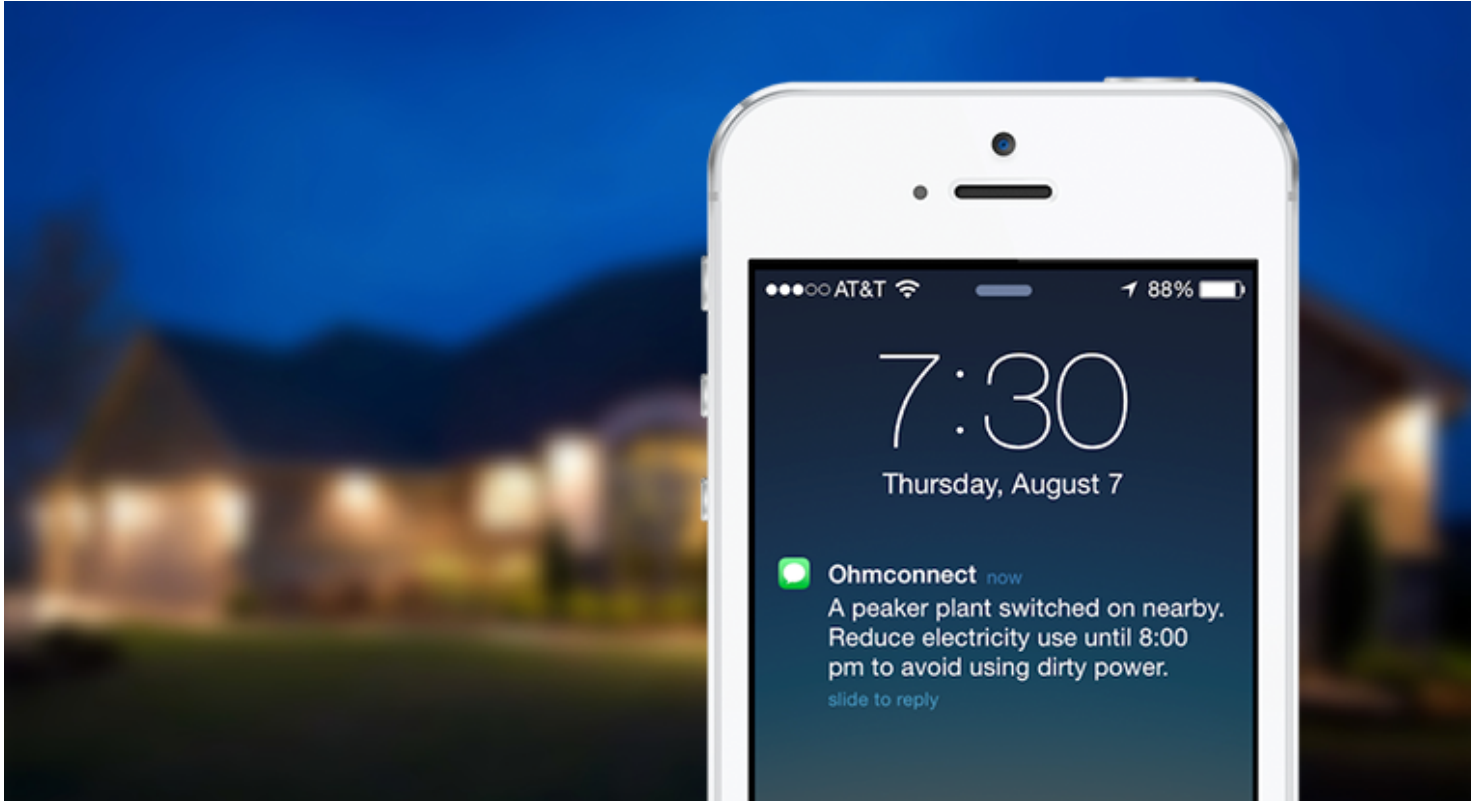 ●●●○○ AT&T 88%
7:30
Thursday, August 7
Ohmconnect now
A peaker plant switched on nearby.
Reduce electricity use until 8:00
pm to avoid using dirty power.
slide to reply